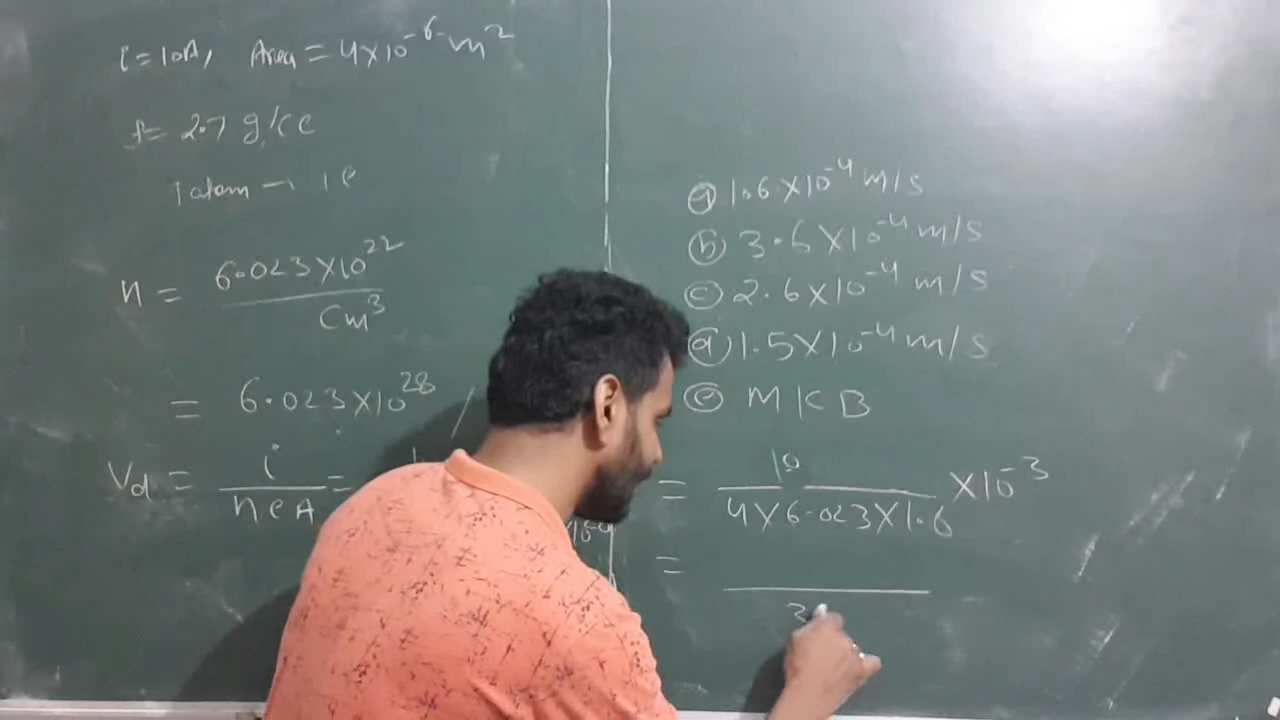 i=10A, Area = 4×10⁻⁶ m²
ρ= 2.7 g/cc
1 atom → 1e
n = 6.023×10²² / cm³
= 6.023×10²⁸ /
Vd = i / neA =
ⓐ 1.6×10⁻⁴ m/s
ⓑ 3.6×10⁻⁴ m/s
ⓒ 2.6×10⁻⁴ m/s
ⓓ 1.5×10⁻⁴ m/s
ⓔ MKB
= 10 / 4×6.023×1.6 ×10⁻³
= / 3